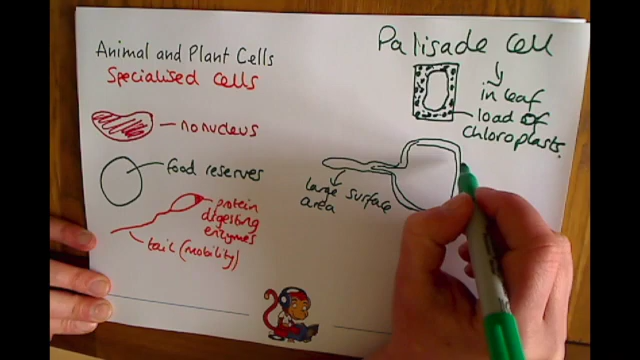 Animal and Plant Cells
Specialised cells
no nucleus
food reserves
protein
digesting
enzymes
tail (mobility)
Palisade cell
in leaf
load of
chloroplasts.
large surface
area